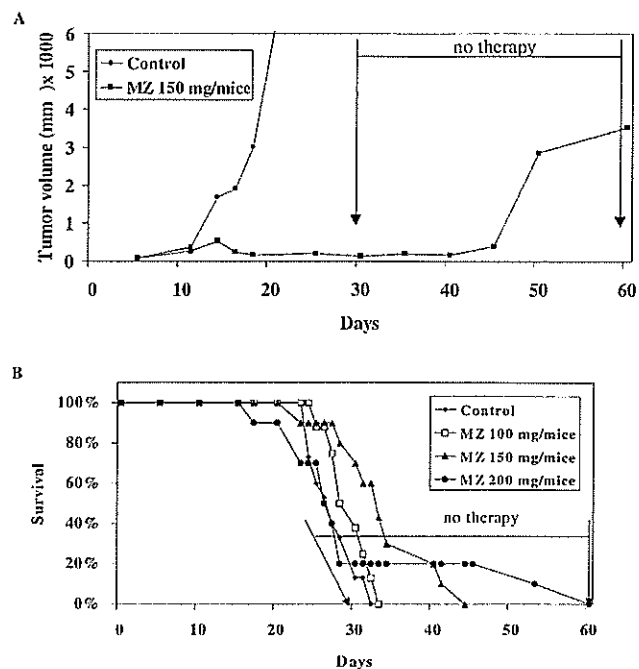 A
Tumor volume (mm ) x 1000
6
5
4
3
2
1
0
Control
MZ 150 mg/mice
no therapy
0 10 20 30 40 50 60
Days
B
Survival
100%
80%
60%
40%
20%
0%
Control
MZ 100 mg/mice
MZ 150 mg/mice
MZ 200 mg/mice
no therapy
0 10 20 30 40 50 60
Days